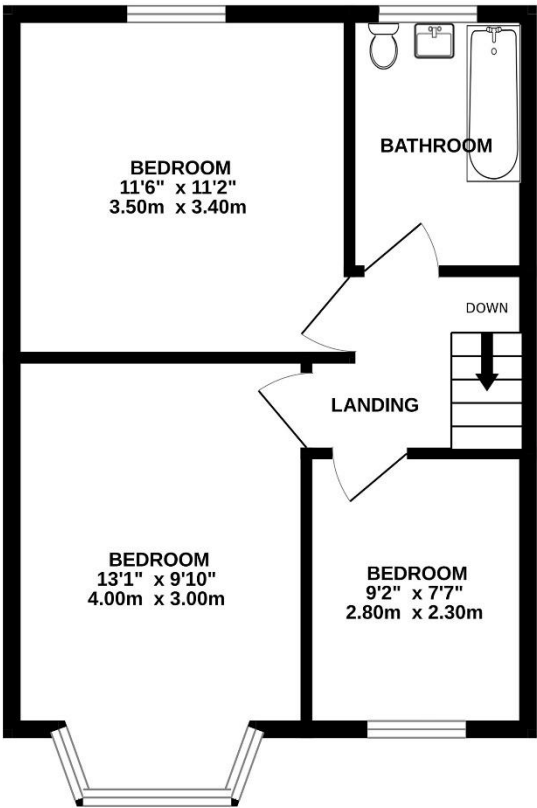 BATHROOM
BEDROOM
11'6" x 11'2"
3.50m x 3.40m
DOWN
LANDING
BEDROOM
13'1" x 9'10"
4.00m x 3.00m
BEDROOM
9'2" x 7'7"
2.80m x 2.30m